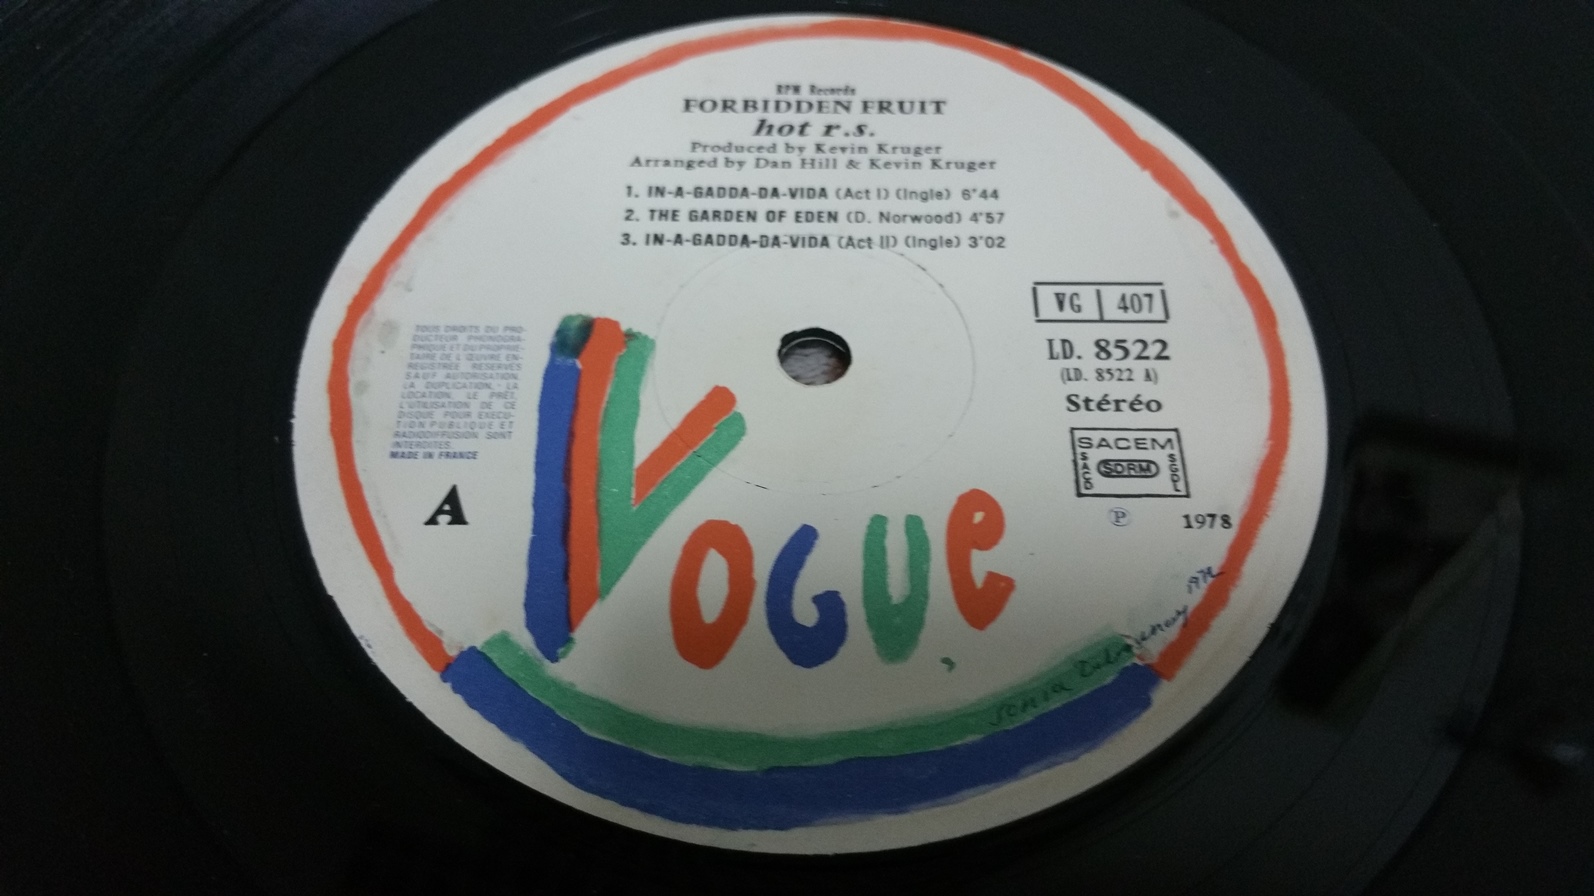 RPM Records
FORBIDDEN FRUIT
hot r.s.
Produced by Kevin Kruger
Arranged by Dan Hill & Kevin Kruger
1. IN-A-GADDA-DA-VIDA (Act I) (Ingle) 6'44
2. THE GARDEN OF EDEN (D. Norwood) 4'57
3. IN-A-GADDA-DA-VIDA (Act II) (Ingle) 3'02
VG 407
LD. 8522
(LD. 8522 A)
Stéréo
SACEM
SACD
SDRM
SGDL
Ⓟ 1978
TOUS DROITS DU PRO-
DUCTEUR PHONOGRA-
PHIQUE ET DU PROPRIÉ-
TAIRE DE L'ŒUVRE EN-
REGISTRÉE RÉSERVÉS
SAUF AUTORISATION,
LA DUPLICATION, LA
LOCATION, LE PRÊT,
L'UTILISATION DE CE
DISQUE POUR EXÉCU-
TION PUBLIQUE ET
RADIODIFFUSION SONT
INTERDITES.
MADE IN FRANCE
A
VOGUE
Sonia Delaunay